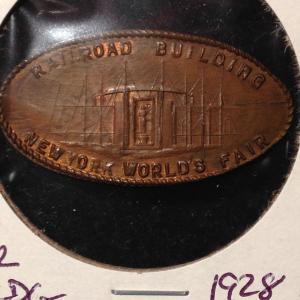 RAILROAD BUILDING
NEW YORK WORLD'S FAIR
1928